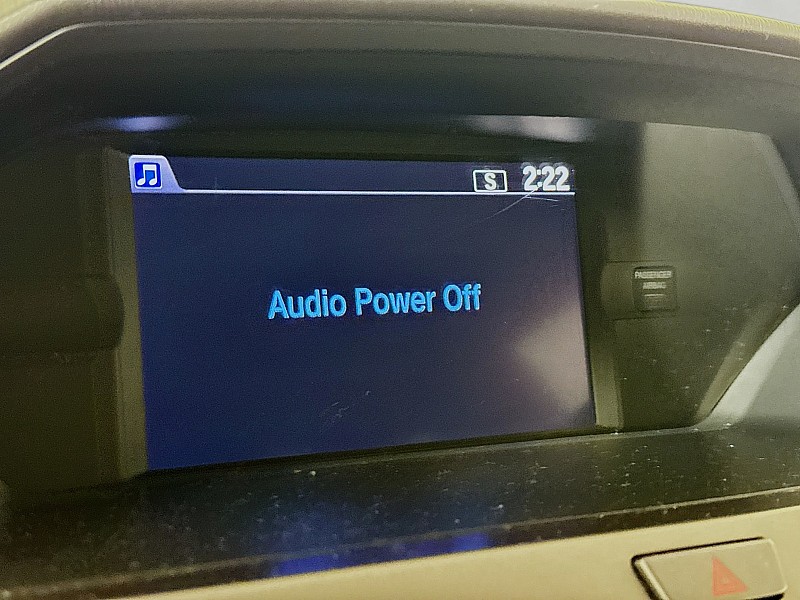 S 2:22
Audio Power Off
PASSENGER
AIRBAG